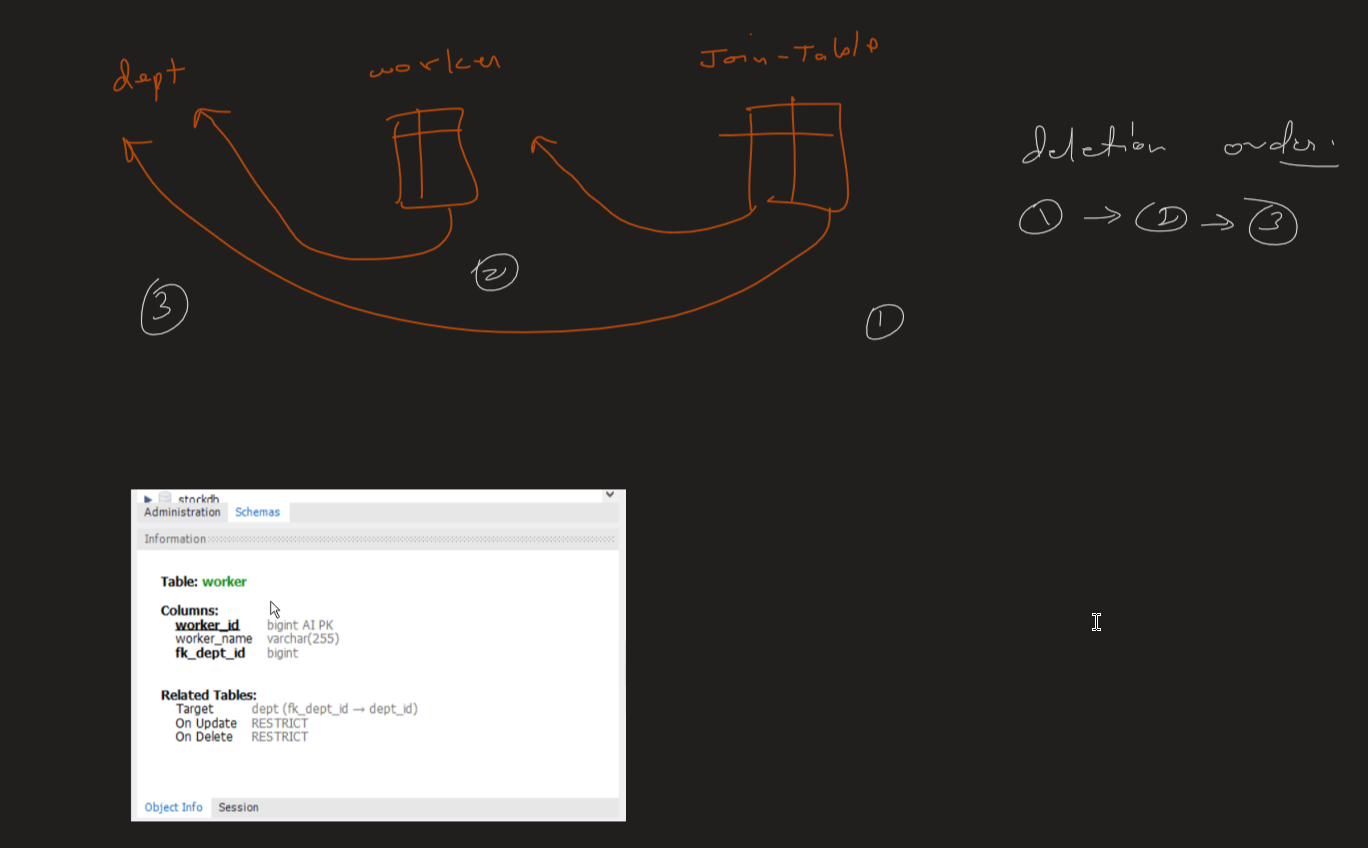 dept worker Join-Table
deletion order.
1 → 2 → 3
3 2 1
stockdb
Administration Schemas
Information
Table: worker
Columns:
worker_id bigint AI PK
worker_name varchar(255)
fk_dept_id bigint
Related Tables:
Target dept (fk_dept_id → dept_id)
On Update RESTRICT
On Delete RESTRICT
Object Info Session